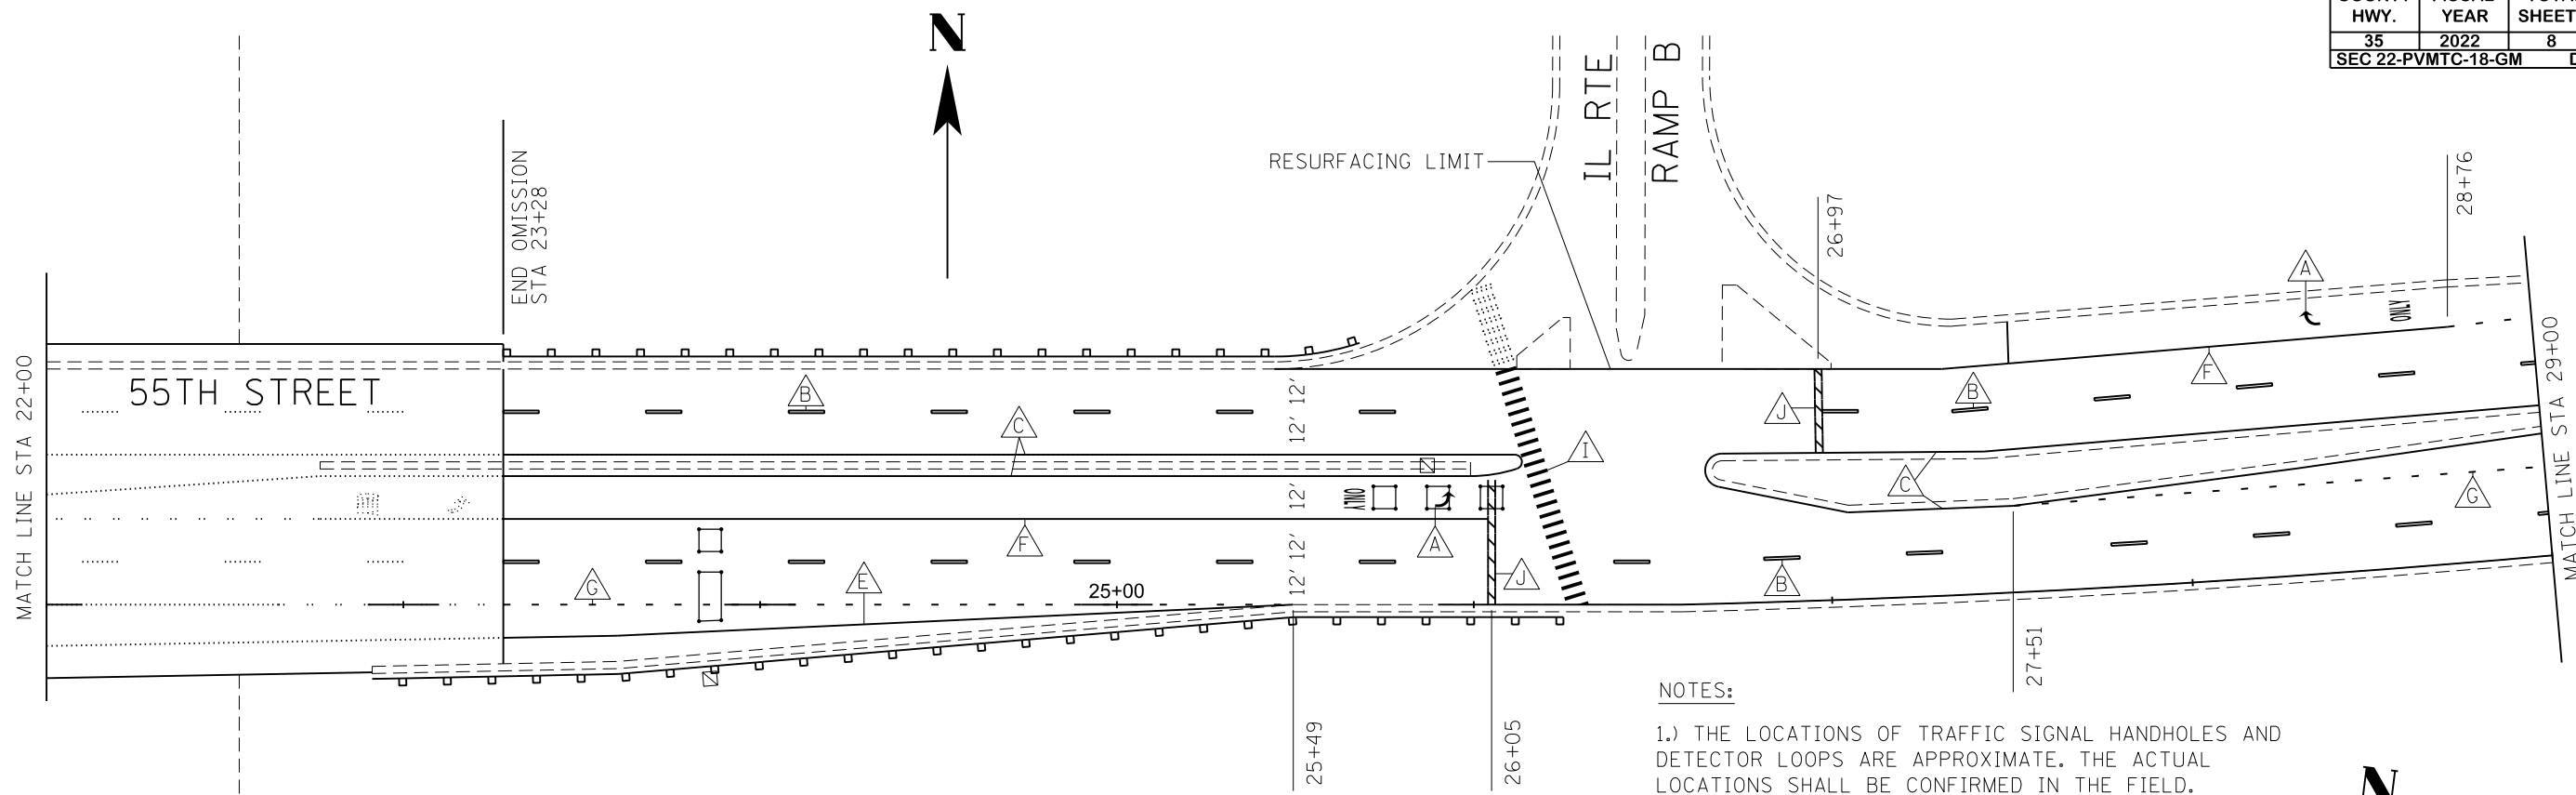 HWY. YEAR SHEET
35 2022 8
SEC 22-PVMTC-18-GM D
N
IL RTE
RAMP B
RESURFACING LIMIT
END OMISSION
STA 23+28
26+97
28+76
A
ONLY
MATCH LINE STA 22+00
55TH STREET
B
C
12' 12'
F
B
J
I
MATCH LINE STA 29+00
C
G
ONLY
12'
F
A
12' 12'
J
B
G
E
25+00
25+49
26+05
27+51
NOTES:
1.) THE LOCATIONS OF TRAFFIC SIGNAL HANDHOLES AND
DETECTOR LOOPS ARE APPROXIMATE. THE ACTUAL
LOCATIONS SHALL BE CONFIRMED IN THE FIELD.
N